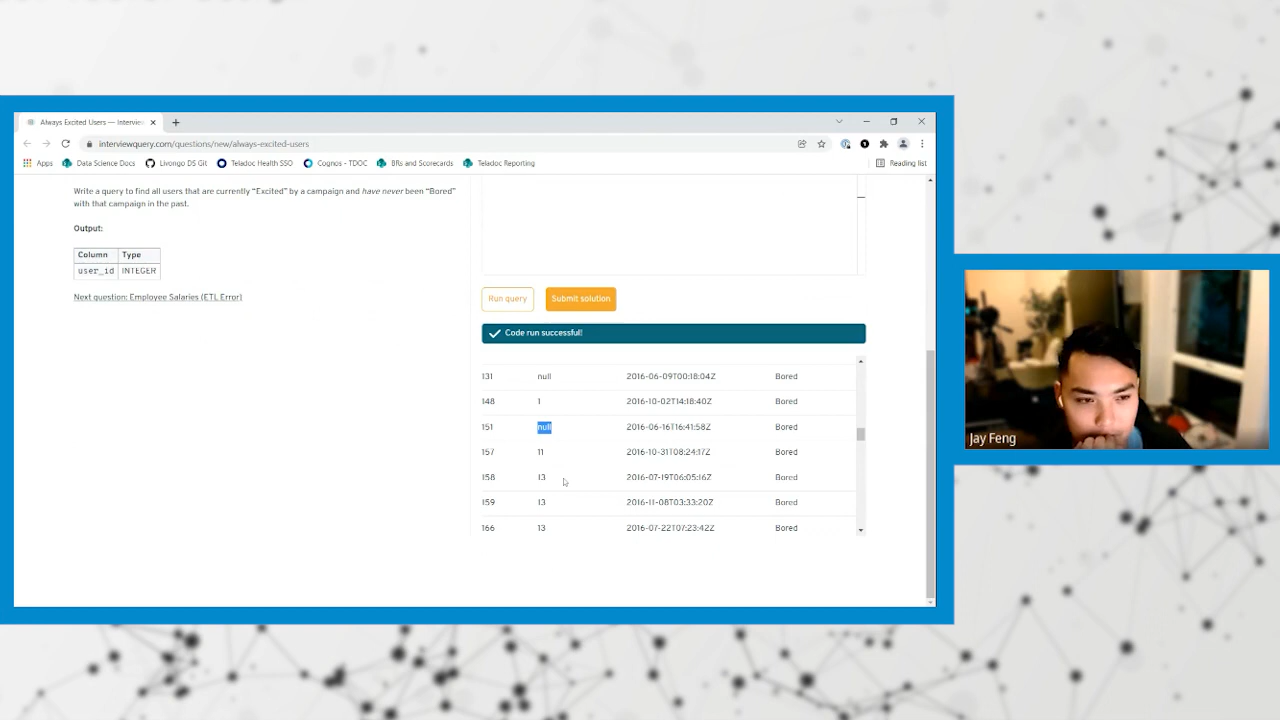 Always Excited Users — Interview
interviewquery.com/questions/new/always-excited-users
Apps Data Science Docs Livongo DS Git Teladoc Health SSO Cognos - TDOC BRs and Scorecards Teladoc Reporting Reading list
Write a query to find all users that are currently “Excited” by a campaign and have never been “Bored”
with that campaign in the past.
Output:
Column Type
user_id INTEGER
Next question: Employee Salaries (ETL Error)
Run query Submit solution
Code run successful!
131 null 2016-06-09T00:18:04Z Bored
148 1 2016-10-02T14:18:40Z Bored
151 null 2016-06-16T16:41:58Z Bored
157 11 2016-10-31T08:24:17Z Bored
158 13 2016-07-19T06:05:16Z Bored
159 13 2016-11-08T03:33:20Z Bored
166 13 2016-07-22T07:23:42Z Bored
Jay Feng